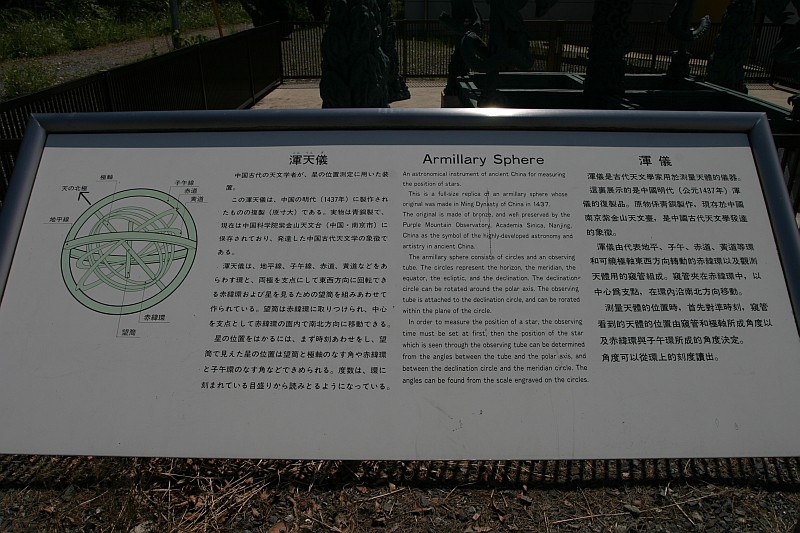 極軸
天の北極
子午線
赤道
黄道
地平線
赤緯環
望筒
渾天儀
中国古代の天文学者が、星の位置測定に用いた装
置。
この渾天儀は、中国の明代（1437年）に製作され
たものの複製（原寸大）である。実物は青銅製で、
現在は中国科学院紫金山天文台（中国・南京市）に
保存されており、発達した中国古代天文学の象徴で
ある。
渾天儀は、地平線、子午線、赤道、黄道などをあ
らわす環と、両極を支点にして東西方向に回転でき
る赤緯環および星を見るための望筒を組みあわせて
作られている。望筒は赤緯環に取りつけられ、中心
を支点として赤緯環の面内で南北方向に移動できる。
星の位置をはかるには、まず時刻あわせをし、望
筒で見えた星の位置は望筒と極軸のなす角や赤緯環
と子午環のなす角などできめられる。度数は、環に
刻まれている目盛りから読みとるようになっている。
Armillary Sphere
An astronomical instrument of ancient China for measuring
the position of stars.
This is a full-size replica of an armillary sphere whose
original was made in Ming Dynasty of China in 1437.
The original is made of bronze, and well preserved by the
Purple Mountain Observatory, Academia Sinica, Nanjing,
China as the symbol of the highly-developed astronomy and
artistry in ancient China.
The armillary sphere consists of circles and an observing
tube. The circles represent the horizon, the meridian, the
equator, the ecliptic, and the declination. The declination
circle can be rotated around the polar axis. The observing
tube is attached to the declination circle, and can be rotated
within the plane of the circle.
In order to measure the position of a star, the observing
time must be set at first, then the position of the star
which is seen through the observing tube can be determined
from the angles between the tube and the polar axis, and
between the declination circle and the meridian circle. The
angles can be found from the scale engraved on the circles.
渾 儀
渾儀是古代天文學家用於測量天體的儀器。
這裏展示的是中國明代（公元1437年）渾
儀的復製品。原物係青銅製作，現存於中國
南京紫金山天文臺，是中國古代天文學發達
的象徵。
渾儀由代表地平、子午、赤道、黃道等環
和可繞極軸東西方向轉動的赤緯環以及觀測
天體用的窺管組成。窺管夾在赤緯環中，以
中心爲支點，在環內沿南北方向移動。
測量天體的位置時，首先對準時刻，窺管
看到的天體的位置由窺管和極軸所成角度以
及赤緯環與子午環所成的角度決定。
角度可以從環上的刻度讀出。